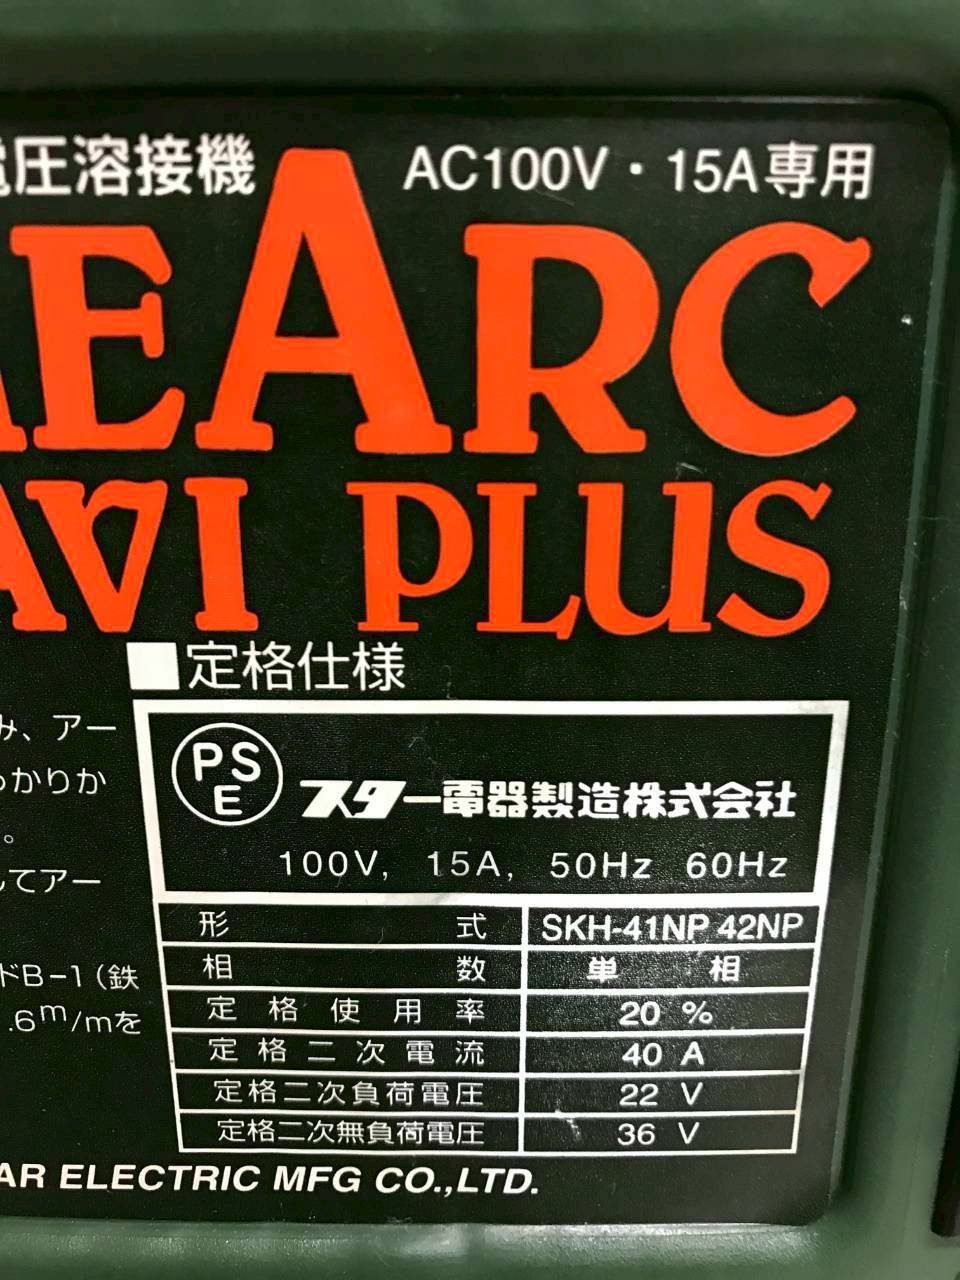 圧溶接機 AC100V・15A専用
EARC
AVI PLUS
■定格仕様
み、アー
っかりか
。
してアー
ドB-1(鉄
.6m/mを
PSE
スター電器製造株式会社
100V, 15A, 50Hz 60Hz
形式 SKH-41NP 42NP
相数 単相
定格使用率 20 %
定格二次電流 40 A
定格二次負荷電圧 22 V
定格二次無負荷電圧 36 V
AR ELECTRIC MFG CO.,LTD.